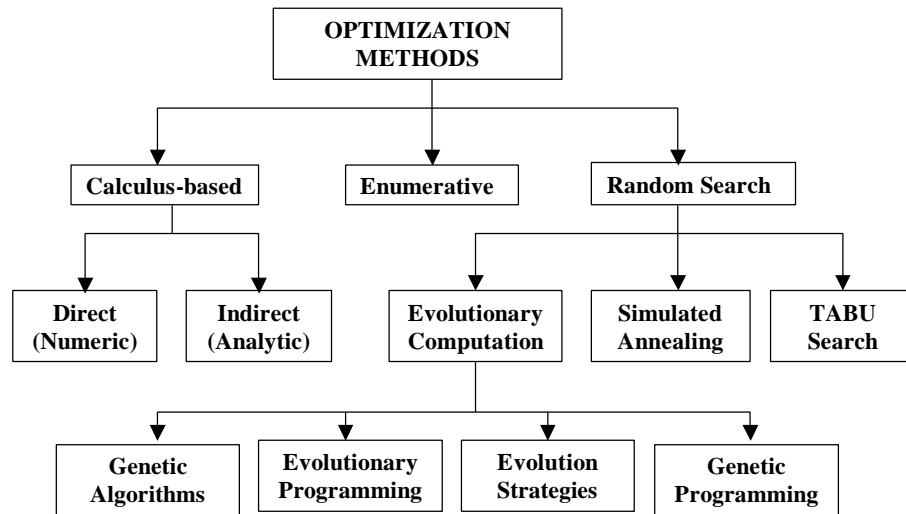 OPTIMIZATION
METHODS
Calculus-based
Enumerative
Random Search
Direct
(Numeric)
Indirect
(Analytic)
Evolutionary
Computation
Simulated
Annealing
TABU
Search
Genetic
Algorithms
Evolutionary
Programming
Evolution
Strategies
Genetic
Programming